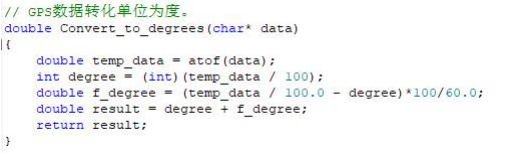 // GPS数据转化单位为度。
double Convert_to_degrees(char* data)
{
    double temp_data = atof(data);
    int degree = (int)(temp_data / 100);
    double f_degree = (temp_data / 100.0 - degree)*100/60.0;
    double result = degree + f_degree;
    return result;
}